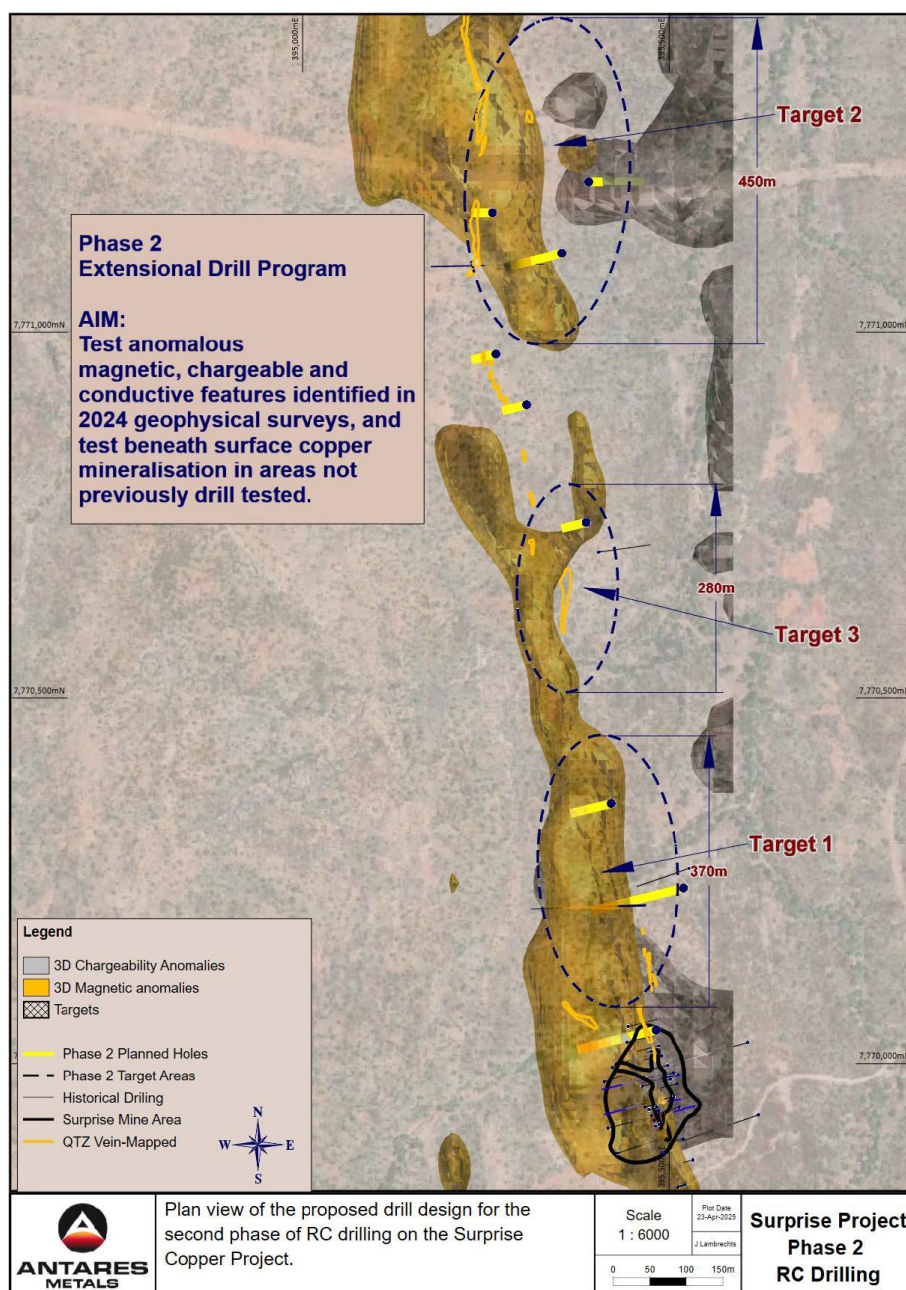 395,000mE
395,500mE
Target 2
450m
Phase 2
Extensional Drill Program
AIM:
Test anomalous
magnetic, chargeable and
conductive features identified in
2024 geophysical surveys, and
test beneath surface copper
mineralisation in areas not
previously drill tested.
7,771,000mN
7,771,000mN
280m
Target 3
7,770,500mN
7,770,500mN
Target 1
370m
Legend
3D Chargeability Anomalies
3D Magnetic anomalies
Targets
Phase 2 Planned Holes
Phase 2 Target Areas
Historical Driling
Surprise Mine Area
QTZ Vein-Mapped
N
W E
S
7,770,000mN
395,500mE
ANTARES
METALS
Plan view of the proposed drill design for the
second phase of RC drilling on the Surprise
Copper Project.
Scale
1 : 6000
Plot Date
23-Apr-2025
J Lambrechts
0 50 100 150m
Surprise Project
Phase 2
RC Drilling